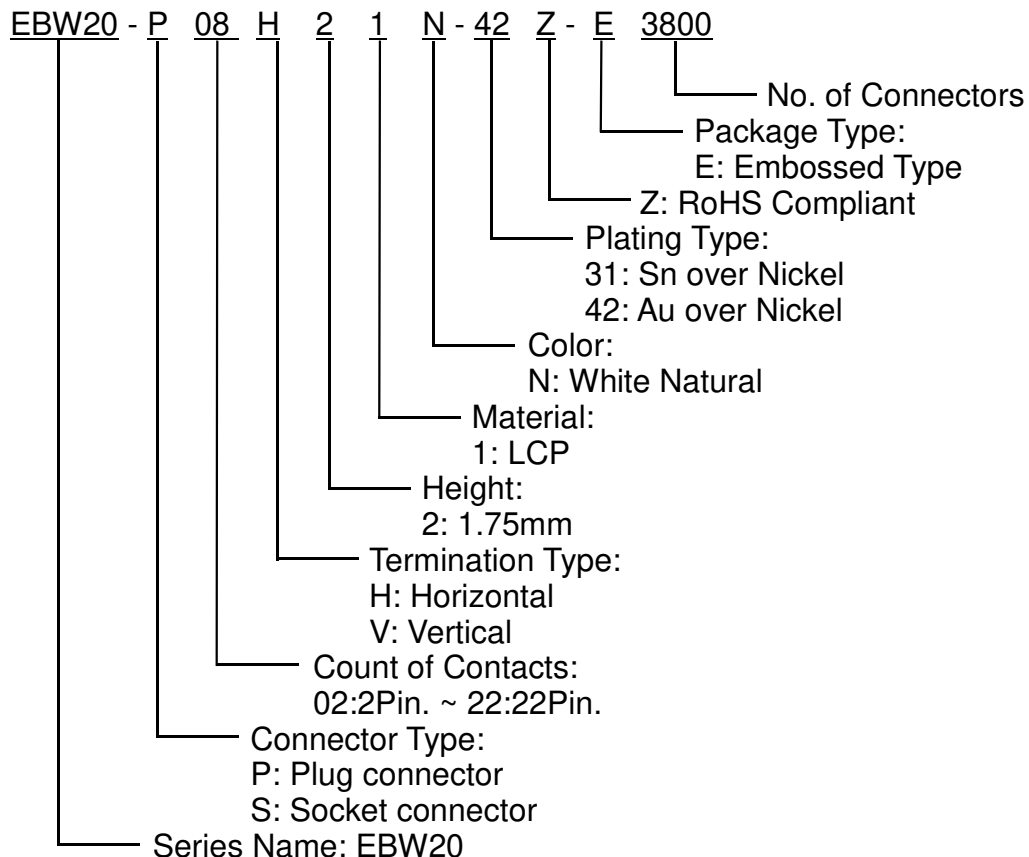 EBW20 - P 08 H 2 1 N - 42 Z - E 3800
No. of Connectors
Package Type:
E: Embossed Type
Z: RoHS Compliant
Plating Type:
31: Sn over Nickel
42: Au over Nickel
Color:
N: White Natural
Material:
1: LCP
Height:
2: 1.75mm
Termination Type:
H: Horizontal
V: Vertical
Count of Contacts:
02:2Pin. ~ 22:22Pin.
Connector Type:
P: Plug connector
S: Socket connector
Series Name: EBW20